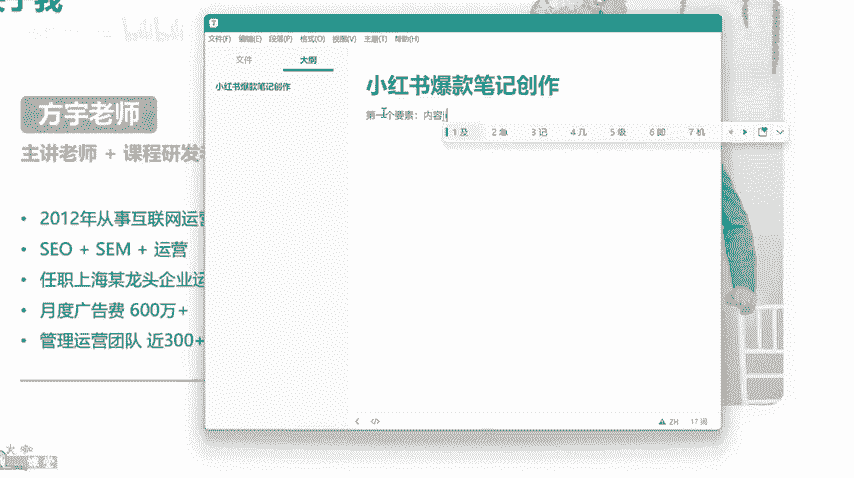 关于我
bilibili
方宇老师
主讲老师 + 课程研发
2012年从事互联网运营
SEO + SEM + 运营
任职上海某龙头企业运
月度广告费 600万+
管理运营团队 近300+
T
文件(F) 编辑(E) 段落(P) 格式(O) 视图(V) 主题(T) 帮助(H)
文件 大纲
小红书爆款笔记创作
小红书爆款笔记创作
第一个要素：内容j
1 及 2 急 3 记 4 几 5 级 6 即 7 机
ZH 17 词